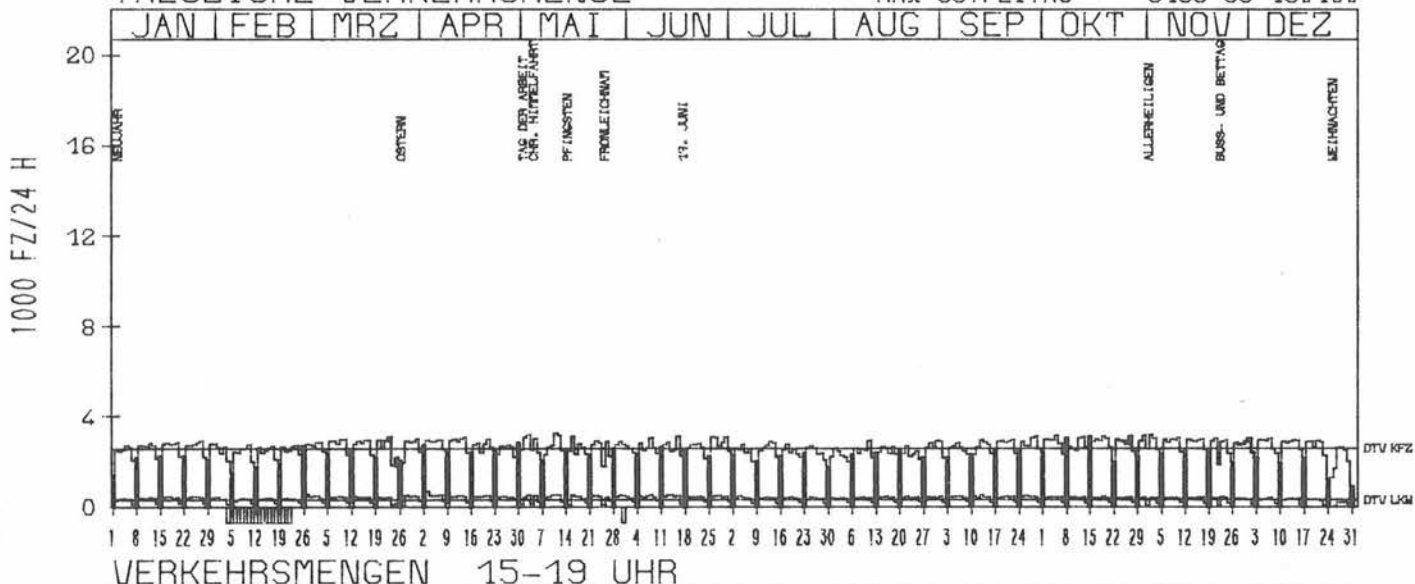 JAN FEB MRZ APR MAI JUN JUL AUG SEP OKT NOV DEZ
20
16
12
8
4
0
1000 FZ/24 H
NEUJAHR
OSTERN
TAG DER ARBEIT
CHR. HIMMELFAHRT
PFINGSTEN
FRONLEICHNAM
17. JUNI
ALLERHEILIGEN
BUSS- UND BETTAG
WEIHNACHTEN
DTV KFZ
DTV LKW
1 8 15 22 29 5 12 19 26 5 12 19 26 2 9 16 23 30 7 14 21 28 4 11 18 25 2 9 16 23 30 6 13 20 27 3 10 17 24 1 8 15 22 29 5 12 19 26 3 10 17 24 31
VERKEHRSMENGEN 15-19 UHR